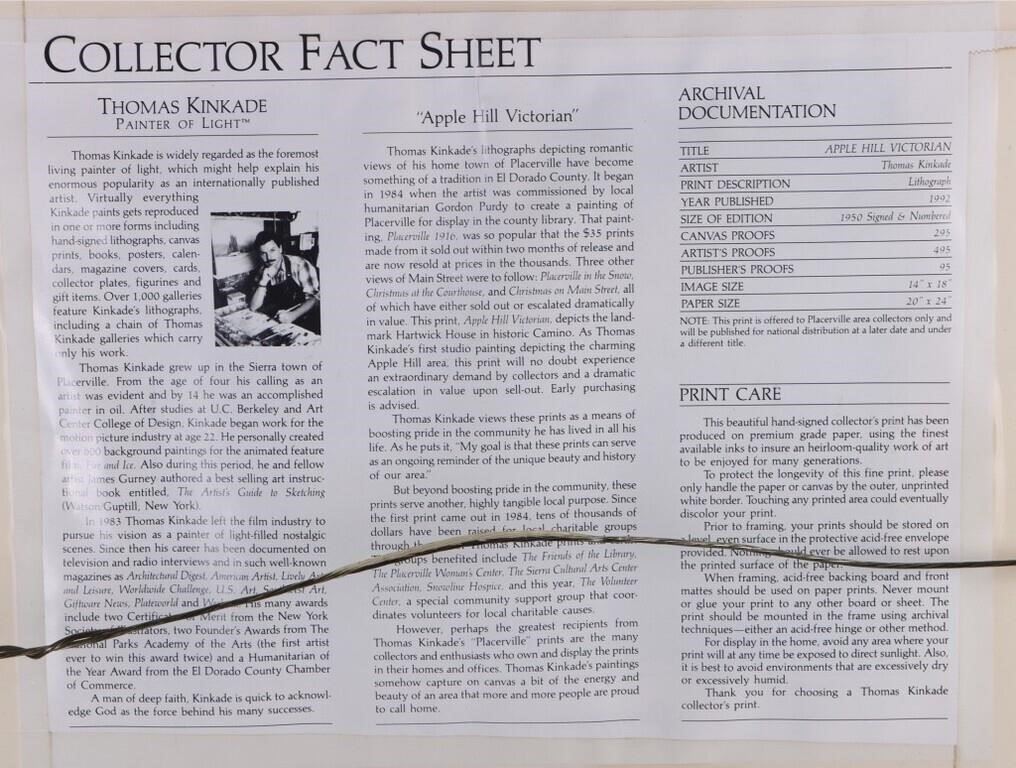 COLLECTOR FACT SHEET
THOMAS KINKADE
PAINTER OF LIGHT™
Thomas Kinkade is widely regarded as the foremost
living painter of light, which might help explain his
enormous popularity as an internationally published
artist. Virtually everything
Kinkade paints gets reproduced
in one or more forms including
hand-signed lithographs, canvas
prints, books, posters, calen-
dars, magazine covers, cards,
collector plates, figurines and
gift items. Over 1,000 galleries
feature Kinkade's lithographs,
including a chain of Thomas
Kinkade galleries which carry
only his work.
Thomas Kinkade grew up in the Sierra town of
Placerville. From the age of four his calling as an
artist was evident and by 14 he was an accomplished
painter in oil. After studies at U.C. Berkeley and Art
Center College of Design, Kinkade began work for the
motion picture industry at age 22. He personally created
over 600 background paintings for the animated feature
film, Fire and Ice. Also during this period, he and fellow
artist James Gurney authored a best selling art instruc-
tional book entitled, The Artist's Guide to Sketching
(Watson/Guptill, New York).
In 1983 Thomas Kinkade left the film industry to
pursue his vision as a painter of light-filled nostalgic
scenes. Since then his career has been documented on
television and radio interviews and in such well-known
magazines as Architectural Digest, American Artist, Lively Arts
and Leisure, Worldwide Challenge, U.S. Art, Southwest Art,
Giftware News, Plateworld and His many awards
include two Certificates of Merit from the New York
Society of Illustrators, two Founder's Awards from The
National Parks Academy of the Arts (the first artist
ever to win this award twice) and a Humanitarian of
the Year Award from the El Dorado County Chamber
of Commerce.
A man of deep faith, Kinkade is quick to acknowl-
edge God as the force behind his many successes.
"Apple Hill Victorian"
Thomas Kinkade's lithographs depicting romantic
views of his home town of Placerville have become
something of a tradition in El Dorado County. It began
in 1984 when the artist was commissioned by local
humanitarian Gordon Purdy to create a painting of
Placerville for display in the county library. That paint-
ing, Placerville 1916, was so popular that the $35 prints
made from it sold out within two months of release and
are now resold at prices in the thousands. Three other
views of Main Street were to follow: Placerville in the Snow,
Christmas at the Courthouse, and Christmas on Main Street, all
of which have either sold out or escalated dramatically
in value. This print, Apple Hill Victorian, depicts the land-
mark Hartwick House in historic Camino. As Thomas
Kinkade's first studio painting depicting the charming
Apple Hill area, this print will no doubt experience
an extraordinary demand by collectors and a dramatic
escalation in value upon sell-out. Early purchasing
is advised.
Thomas Kinkade views these prints as a means of
boosting pride in the community he has lived in all his
life. As he puts it, "My goal is that these prints can serve
as an ongoing reminder of the unique beauty and history
of our area."
But beyond boosting pride in the community, these
prints serve another, highly tangible local purpose. Since
the first print came out in 1984, tens of thousands of
dollars have been raised for local charitable groups
through the Thomas Kinkade prints and
groups benefited include The Friends of the Library,
The Placerville Woman's Center, The Sierra Cultural Arts Center
Association, Snowline Hospice, and this year, The Volunteer
Center, a special community support group that coor-
dinates volunteers for local charitable causes.
However, perhaps the greatest recipients from
Thomas Kinkade's "Placerville" prints are the many
collectors and enthusiasts who own and display the prints
in their homes and offices. Thomas Kinkade's paintings
somehow capture on canvas a bit of the energy and
beauty of an area that more and more people are proud
to call home.
ARCHIVAL
DOCUMENTATION
TITLE APPLE HILL VICTORIAN
ARTIST Thomas Kinkade
PRINT DESCRIPTION Lithograph
YEAR PUBLISHED 1992
SIZE OF EDITION 1950 Signed & Numbered
CANVAS PROOFS 295
ARTIST'S PROOFS 495
PUBLISHER'S PROOFS 95
IMAGE SIZE 14" x 18"
PAPER SIZE 20" x 24"
NOTE: This print is offered to Placerville area collectors only and
will be published for national distribution at a later date and under
a different title.
PRINT CARE
This beautiful hand-signed collector's print has been
produced on premium grade paper, using the finest
available inks to insure an heirloom-quality work of art
to be enjoyed for many generations.
To protect the longevity of this fine print, please
only handle the paper or canvas by the outer, unprinted
white border. Touching any printed area could eventually
discolor your print.
Prior to framing, your prints should be stored on
a level, even surface in the protective acid-free envelope
provided. Nothing should ever be allowed to rest upon
the printed surface of the paper.
When framing, acid-free backing board and front
mattes should be used on paper prints. Never mount
or glue your print to any other board or sheet. The
print should be mounted in the frame using archival
techniques—either an acid-free hinge or other method.
For display in the home, avoid any area where your
print will at any time be exposed to direct sunlight. Also,
it is best to avoid environments that are excessively dry
or excessively humid.
Thank you for choosing a Thomas Kinkade
collector's print.